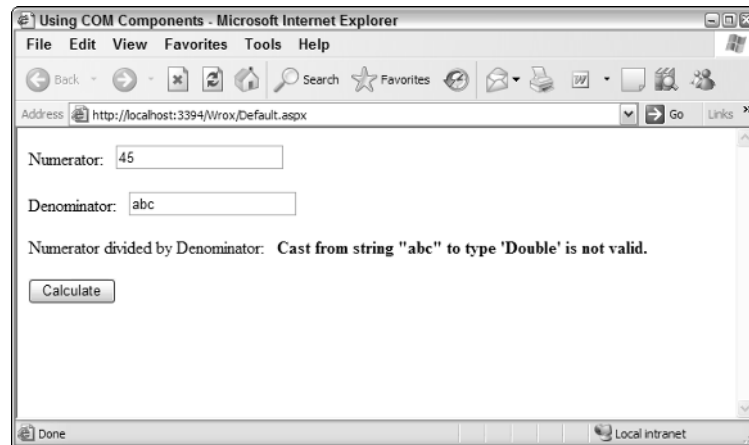 Using COM Components - Microsoft Internet Explorer
File Edit View Favorites Tools Help
Back Search Favorites
Address http://localhost:3394/Wrox/Default.aspx Go Links »
Numerator: 45
Denominator: abc
Numerator divided by Denominator: Cast from string "abc" to type 'Double' is not valid.
Calculate
Done Local intranet